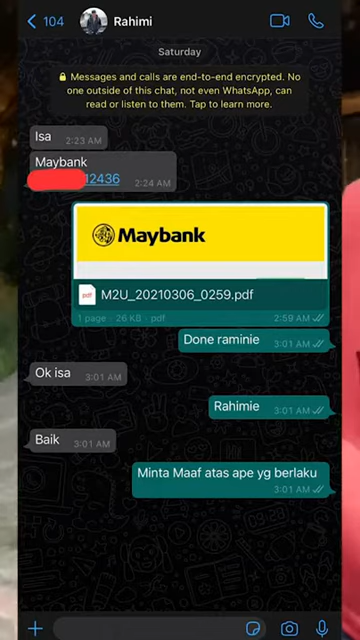 104
Rahimi
Saturday
Messages and calls are end-to-end encrypted. No
one outside of this chat, not even WhatsApp, can
read or listen to them. Tap to learn more.
Isa
2:23 AM
Maybank
12436
2:24 AM
Maybank
pdf
M2U_20210306_0259.pdf
1 page · 26 KB · pdf
2:59 AM
Done raminie
3:01 AM
Ok isa
3:01 AM
Rahimie
3:01 AM
Baik
3:01 AM
Minta Maaf atas ape yg berlaku
3:01 AM